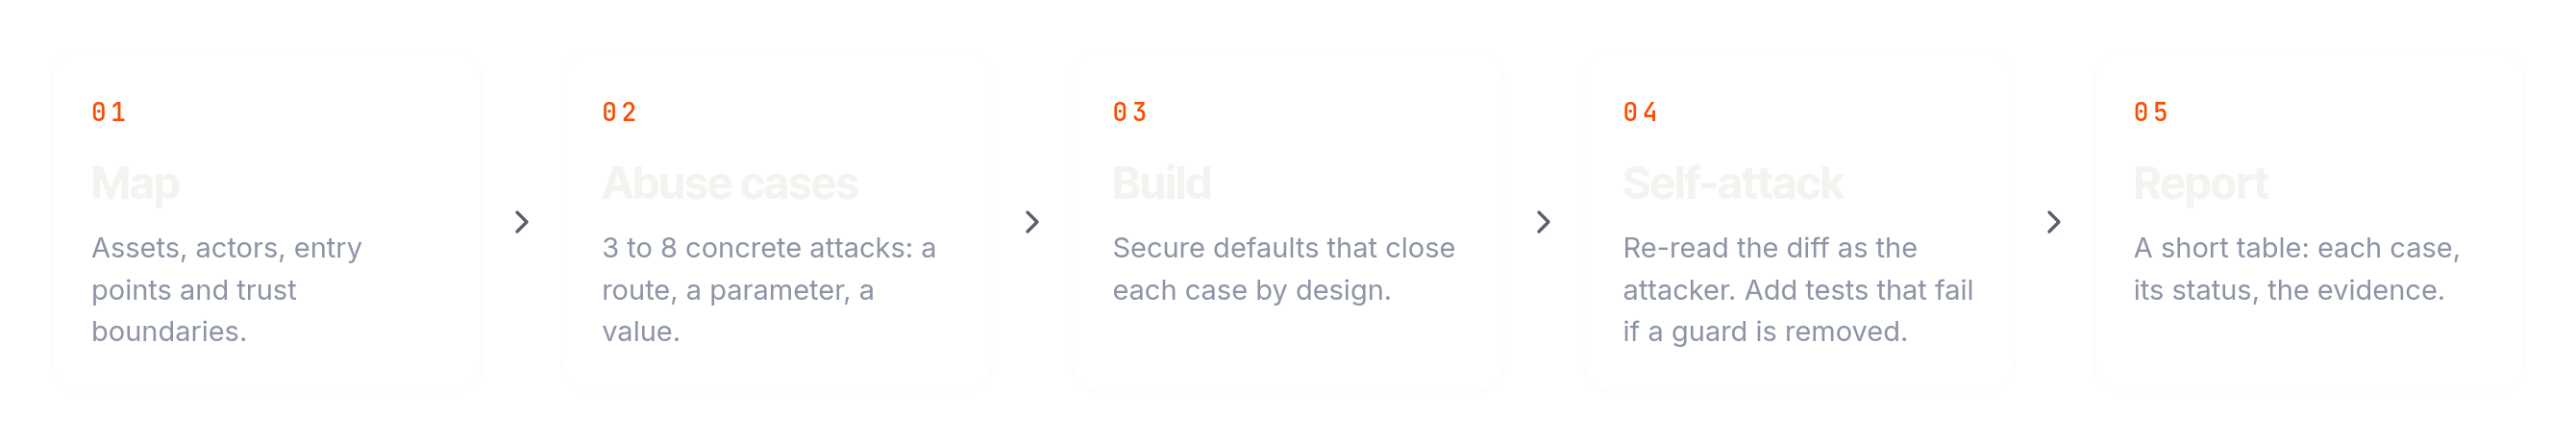 01
Map
Assets, actors, entry
points and trust
boundaries.
02
Abuse cases
3 to 8 concrete attacks: a
route, a parameter, a
value.
03
Build
Secure defaults that close
each case by design.
04
Self-attack
Re-read the diff as the
attacker. Add tests that fail
if a guard is removed.
05
Report
A short table: each case,
its status, the evidence.